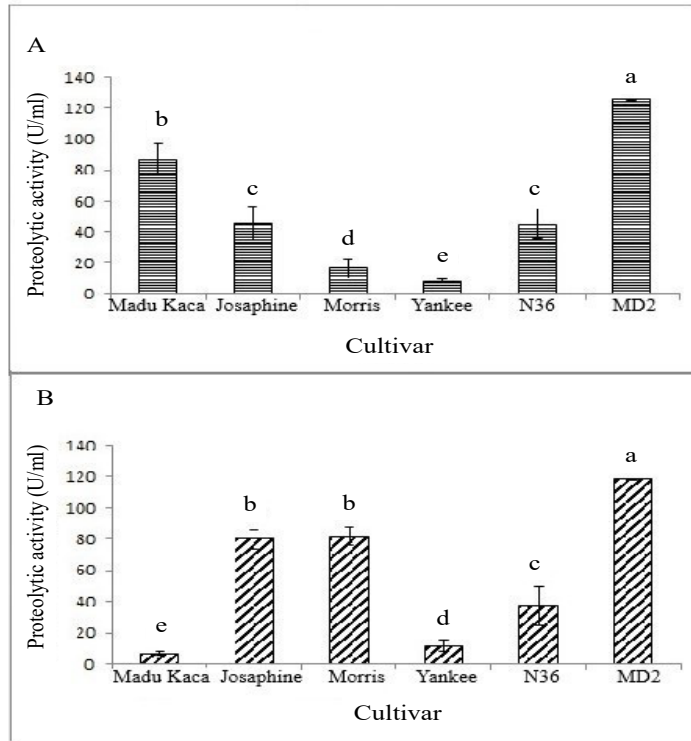 A
Proteolytic activity (U/ml)
140
120
100
80
60
40
20
0
b
c
d
e
c
a
Madu Kaca Josaphine Morris Yankee N36 MD2
Cultivar
B
Proteolytic activity (U/ml)
140
120
100
80
60
40
20
0
e
b
b
d
c
a
Madu Kaca Josaphine Morris Yankee N36 MD2
Cultivar